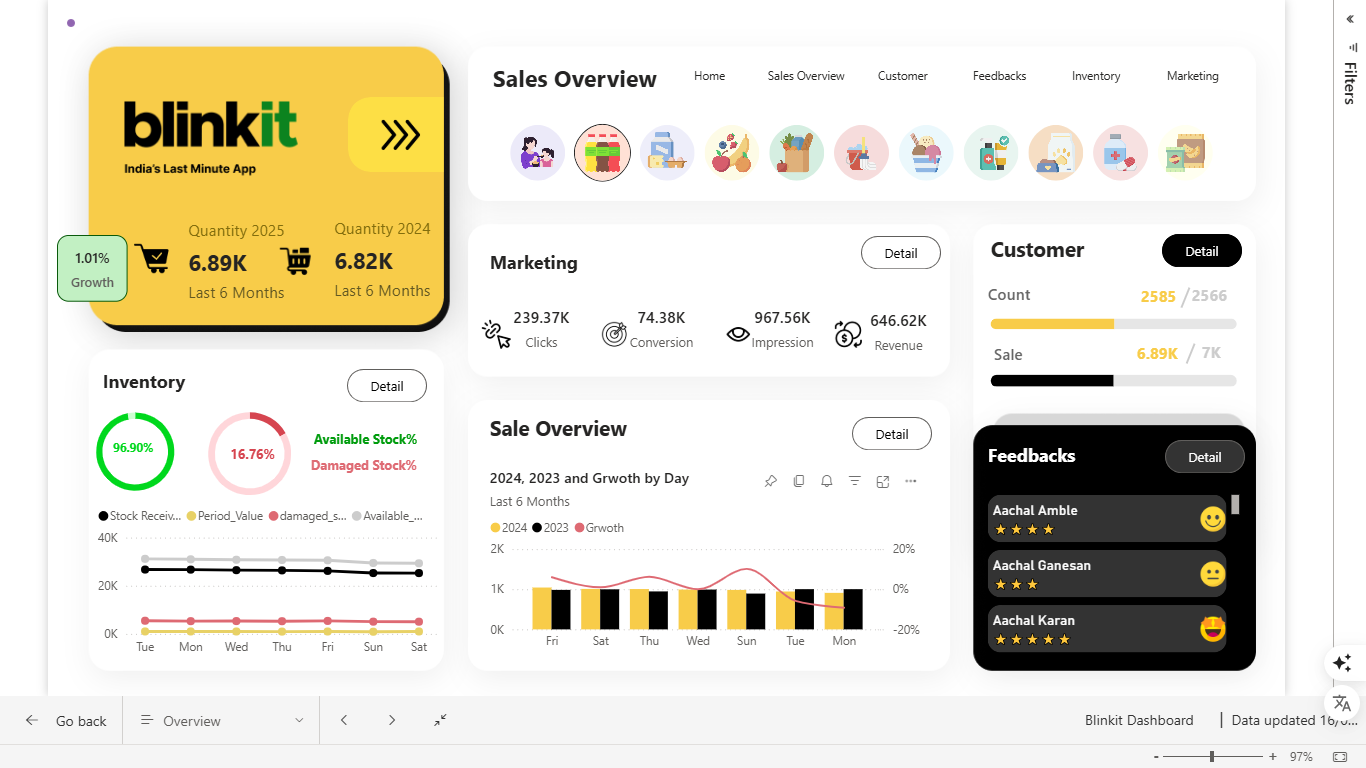 blinkit
India's Last Minute App
Quantity 2025
6.89K
Last 6 Months
Quantity 2024
6.82K
Last 6 Months
1.01%
Growth
Sales Overview
Home
Sales Overview
Customer
Feedbacks
Inventory
Marketing
Marketing
Detail
239.37K
Clicks
74.38K
Conversion
967.56K
Impression
646.62K
Revenue
Customer
Detail
Count
2585 / 2566
Sale
6.89K / 7K
Inventory
Detail
96.90%
16.76%
Available Stock%
Damaged Stock%
Stock Receiv... Period_Value damaged_s... Available_...
40K
20K
0K
Tue Mon Wed Thu Fri Sun Sat
Sale Overview
Detail
2024, 2023 and Grwoth by Day
Last 6 Months
2024 2023 Grwoth
2K 20%
1K 0%
0K -20%
Fri Sat Thu Wed Sun Tue Mon
Feedbacks
Detail
Aachal Amble
Aachal Ganesan
Aachal Karan
Filters
Go back
Overview
Blinkit Dashboard | Data updated 16/
- + 97%